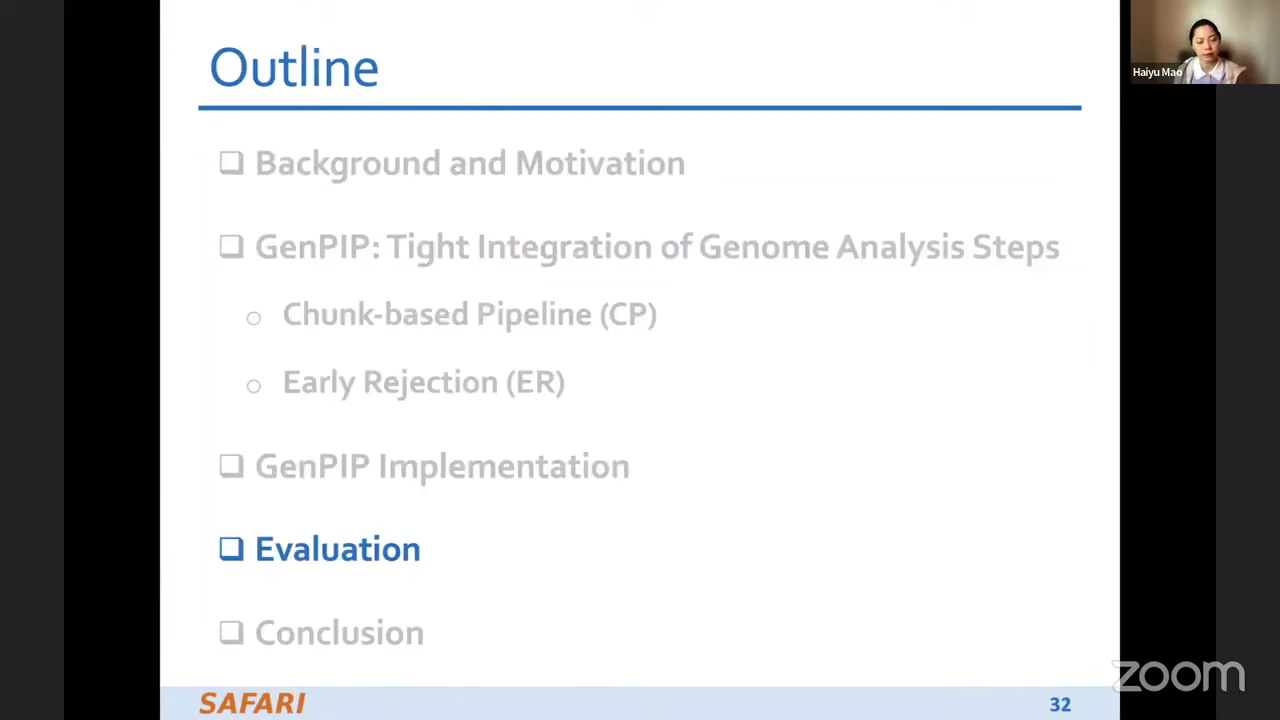 Outline
Haiyu Mao
Background and Motivation
GenPIP: Tight Integration of Genome Analysis Steps
Chunk-based Pipeline (CP)
Early Rejection (ER)
GenPIP Implementation
Evaluation
Conclusion
zoom
SAFARI
32